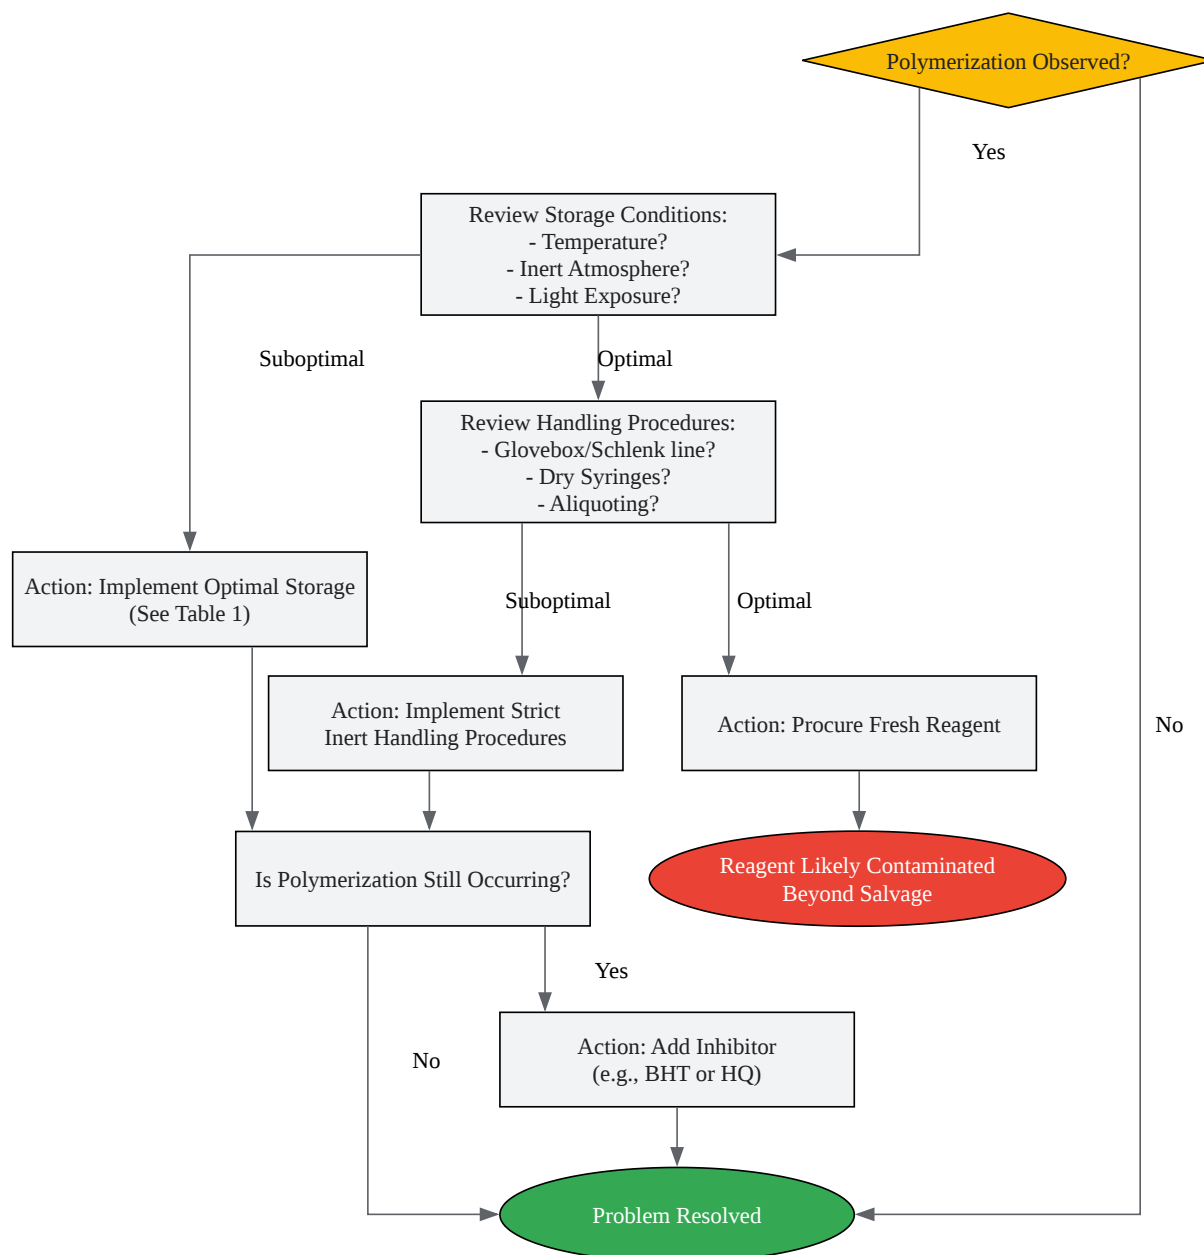 Polymerization Observed?
Yes
Review Storage Conditions:
- Temperature?
- Inert Atmosphere?
- Light Exposure?
Suboptimal
Optimal
Review Handling Procedures:
- Glovebox/Schlenk line?
- Dry Syringes?
- Aliquoting?
Action: Implement Optimal Storage
(See Table 1)
Suboptimal
Optimal
Action: Implement Strict
Inert Handling Procedures
Action: Procure Fresh Reagent
No
Is Polymerization Still Occurring?
Reagent Likely Contaminated
Beyond Salvage
Yes
No
Action: Add Inhibitor
(e.g., BHT or HQ)
Problem Resolved